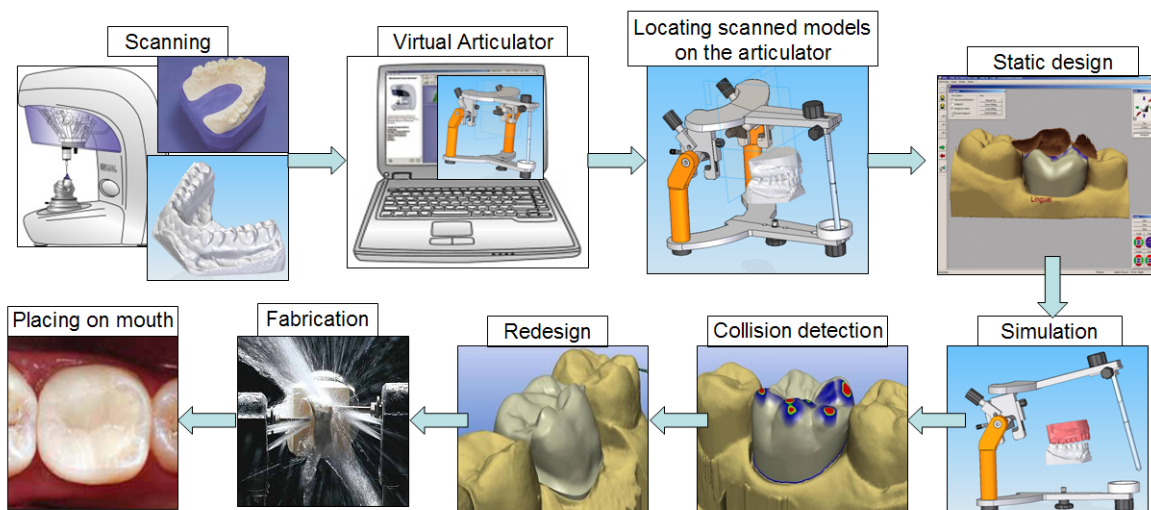 Scanning
Virtual Articulator
Locating scanned models
on the articulator
Static design
Lingual
Placing on mouth
Fabrication
Redesign
Collision detection
Simulation